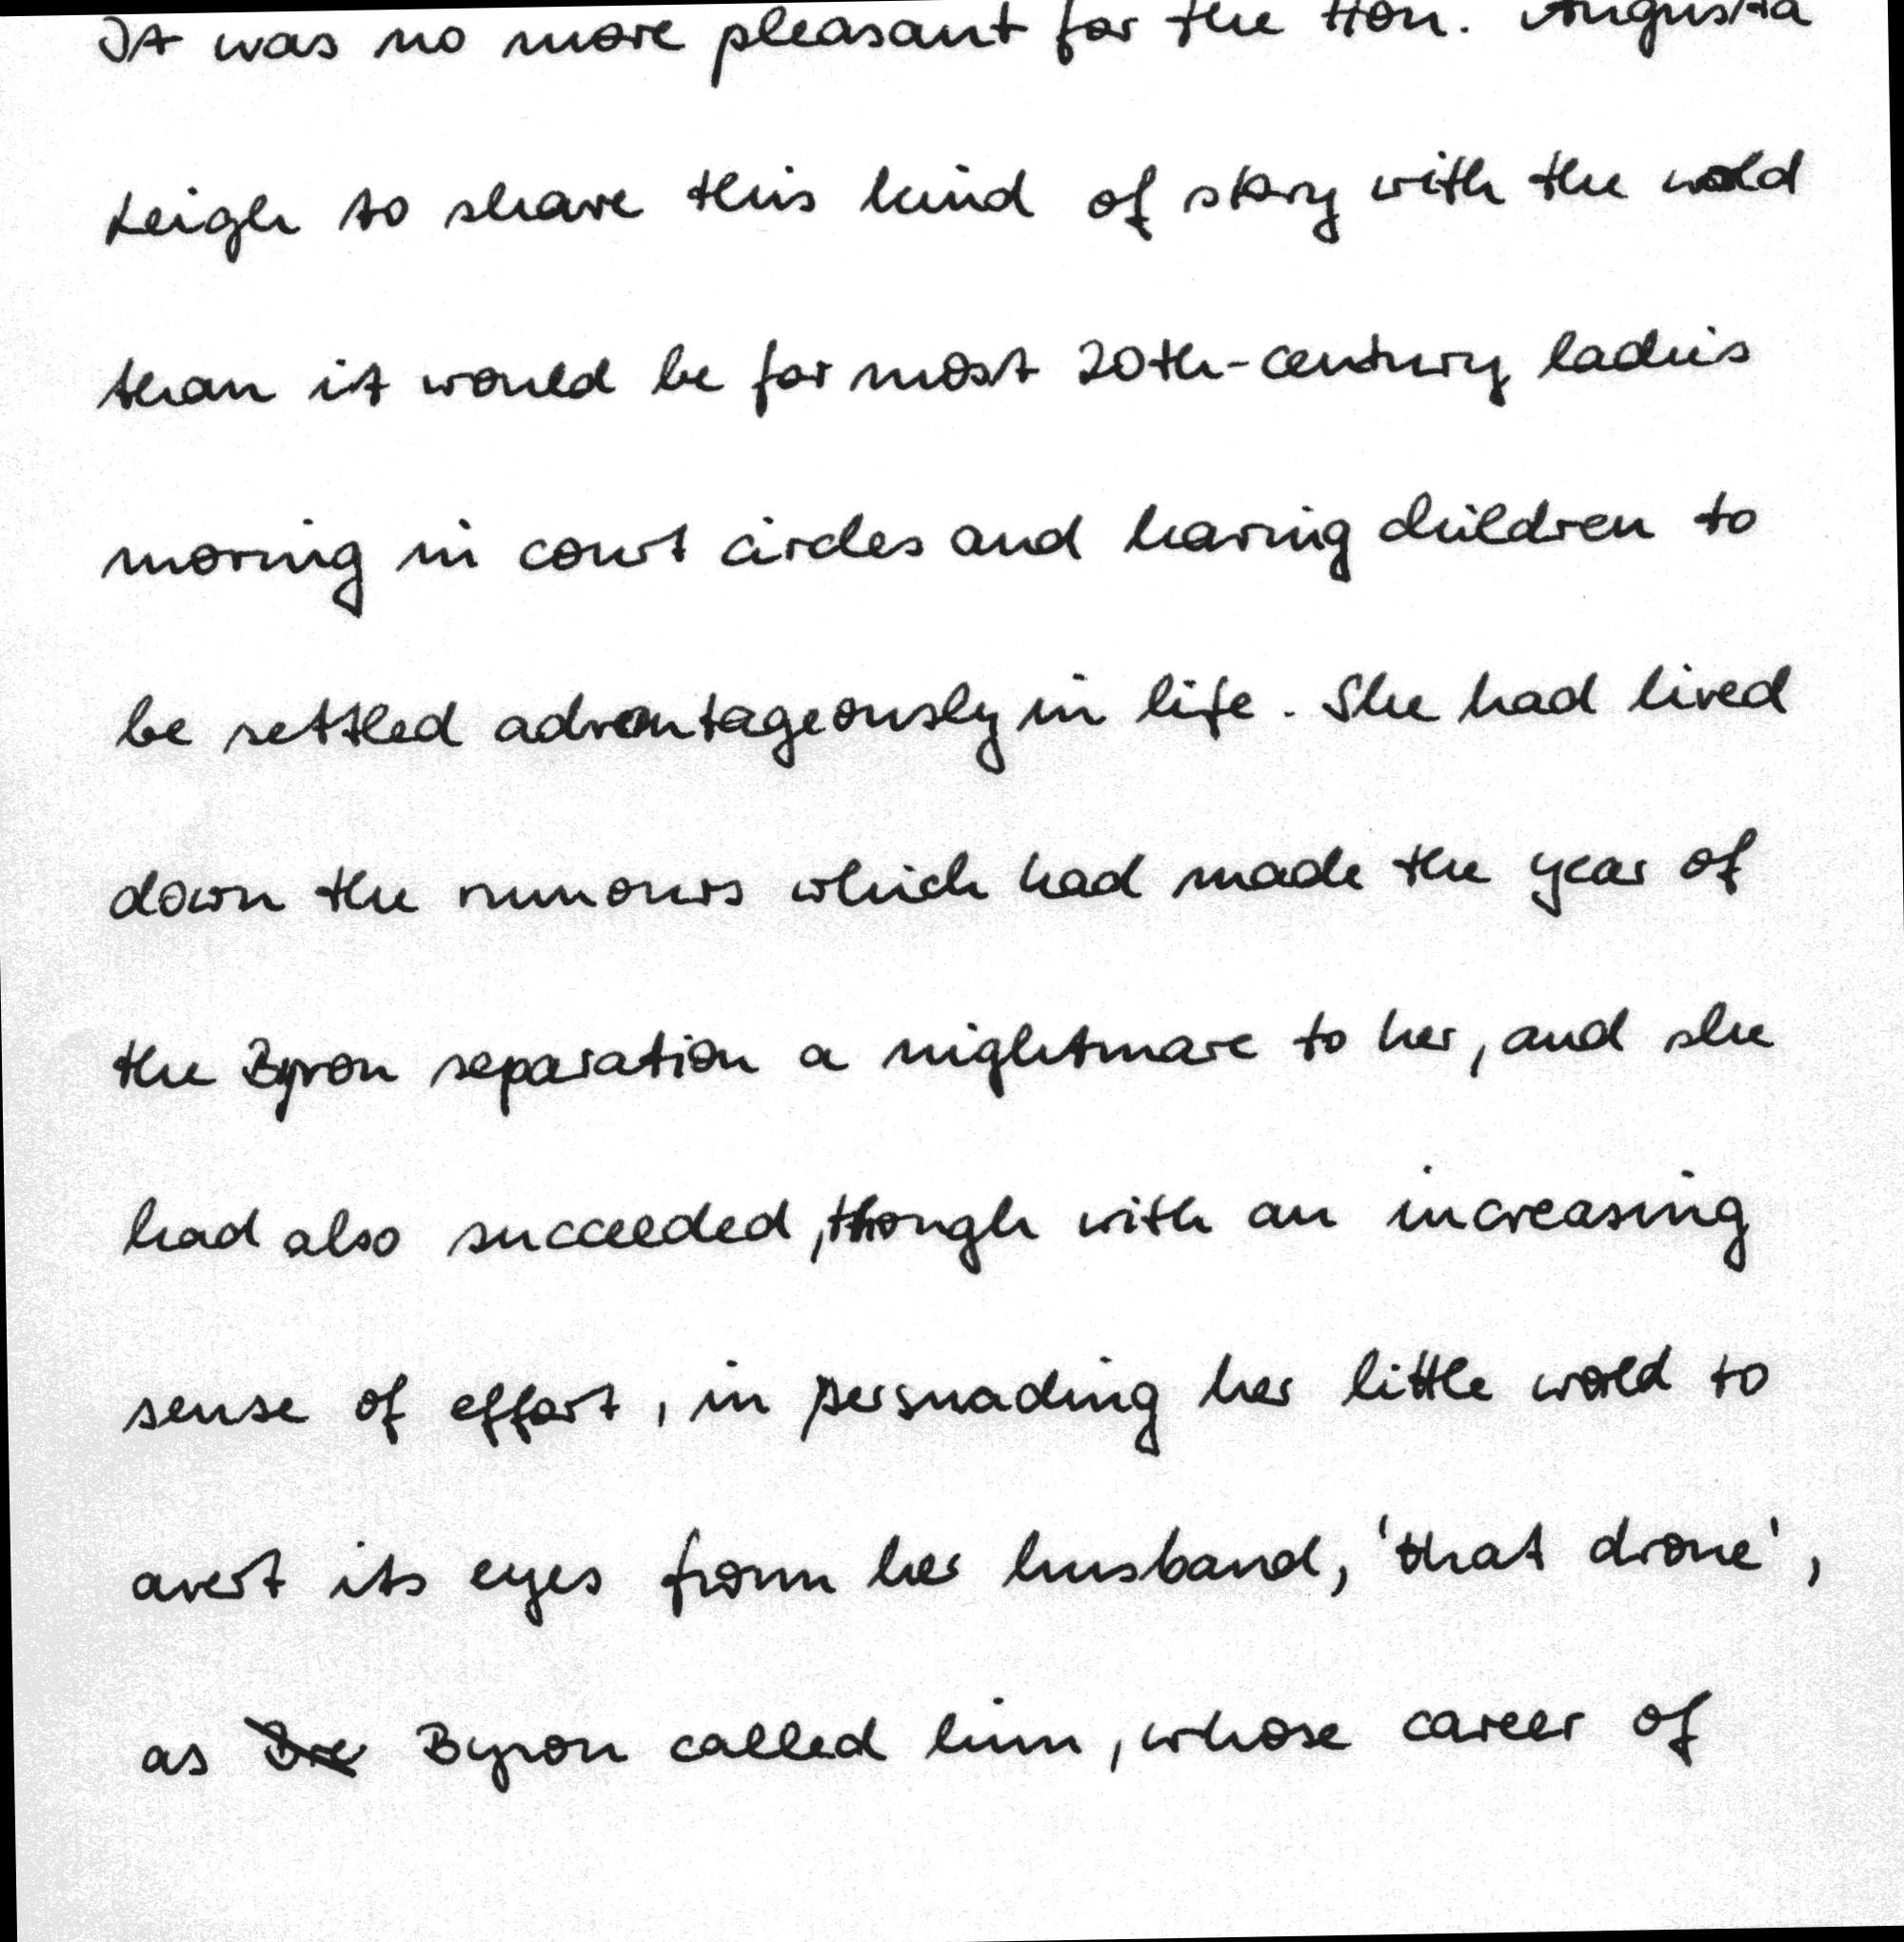 It was no more pleasant for the Hon. Augusta
Leigh to share this kind of story with the world
than it would be for most 20th-century ladies
moving in court circles and having children to
be settled advantageously in life. She had lived
down the rumours which had made the year of
the Byron separation a nightmare to her, and she
had also succeeded, though with an increasing
sense of effort, in persuading her little world to
avert its eyes from her husband, 'that drone',
as Byron called him, whose career of